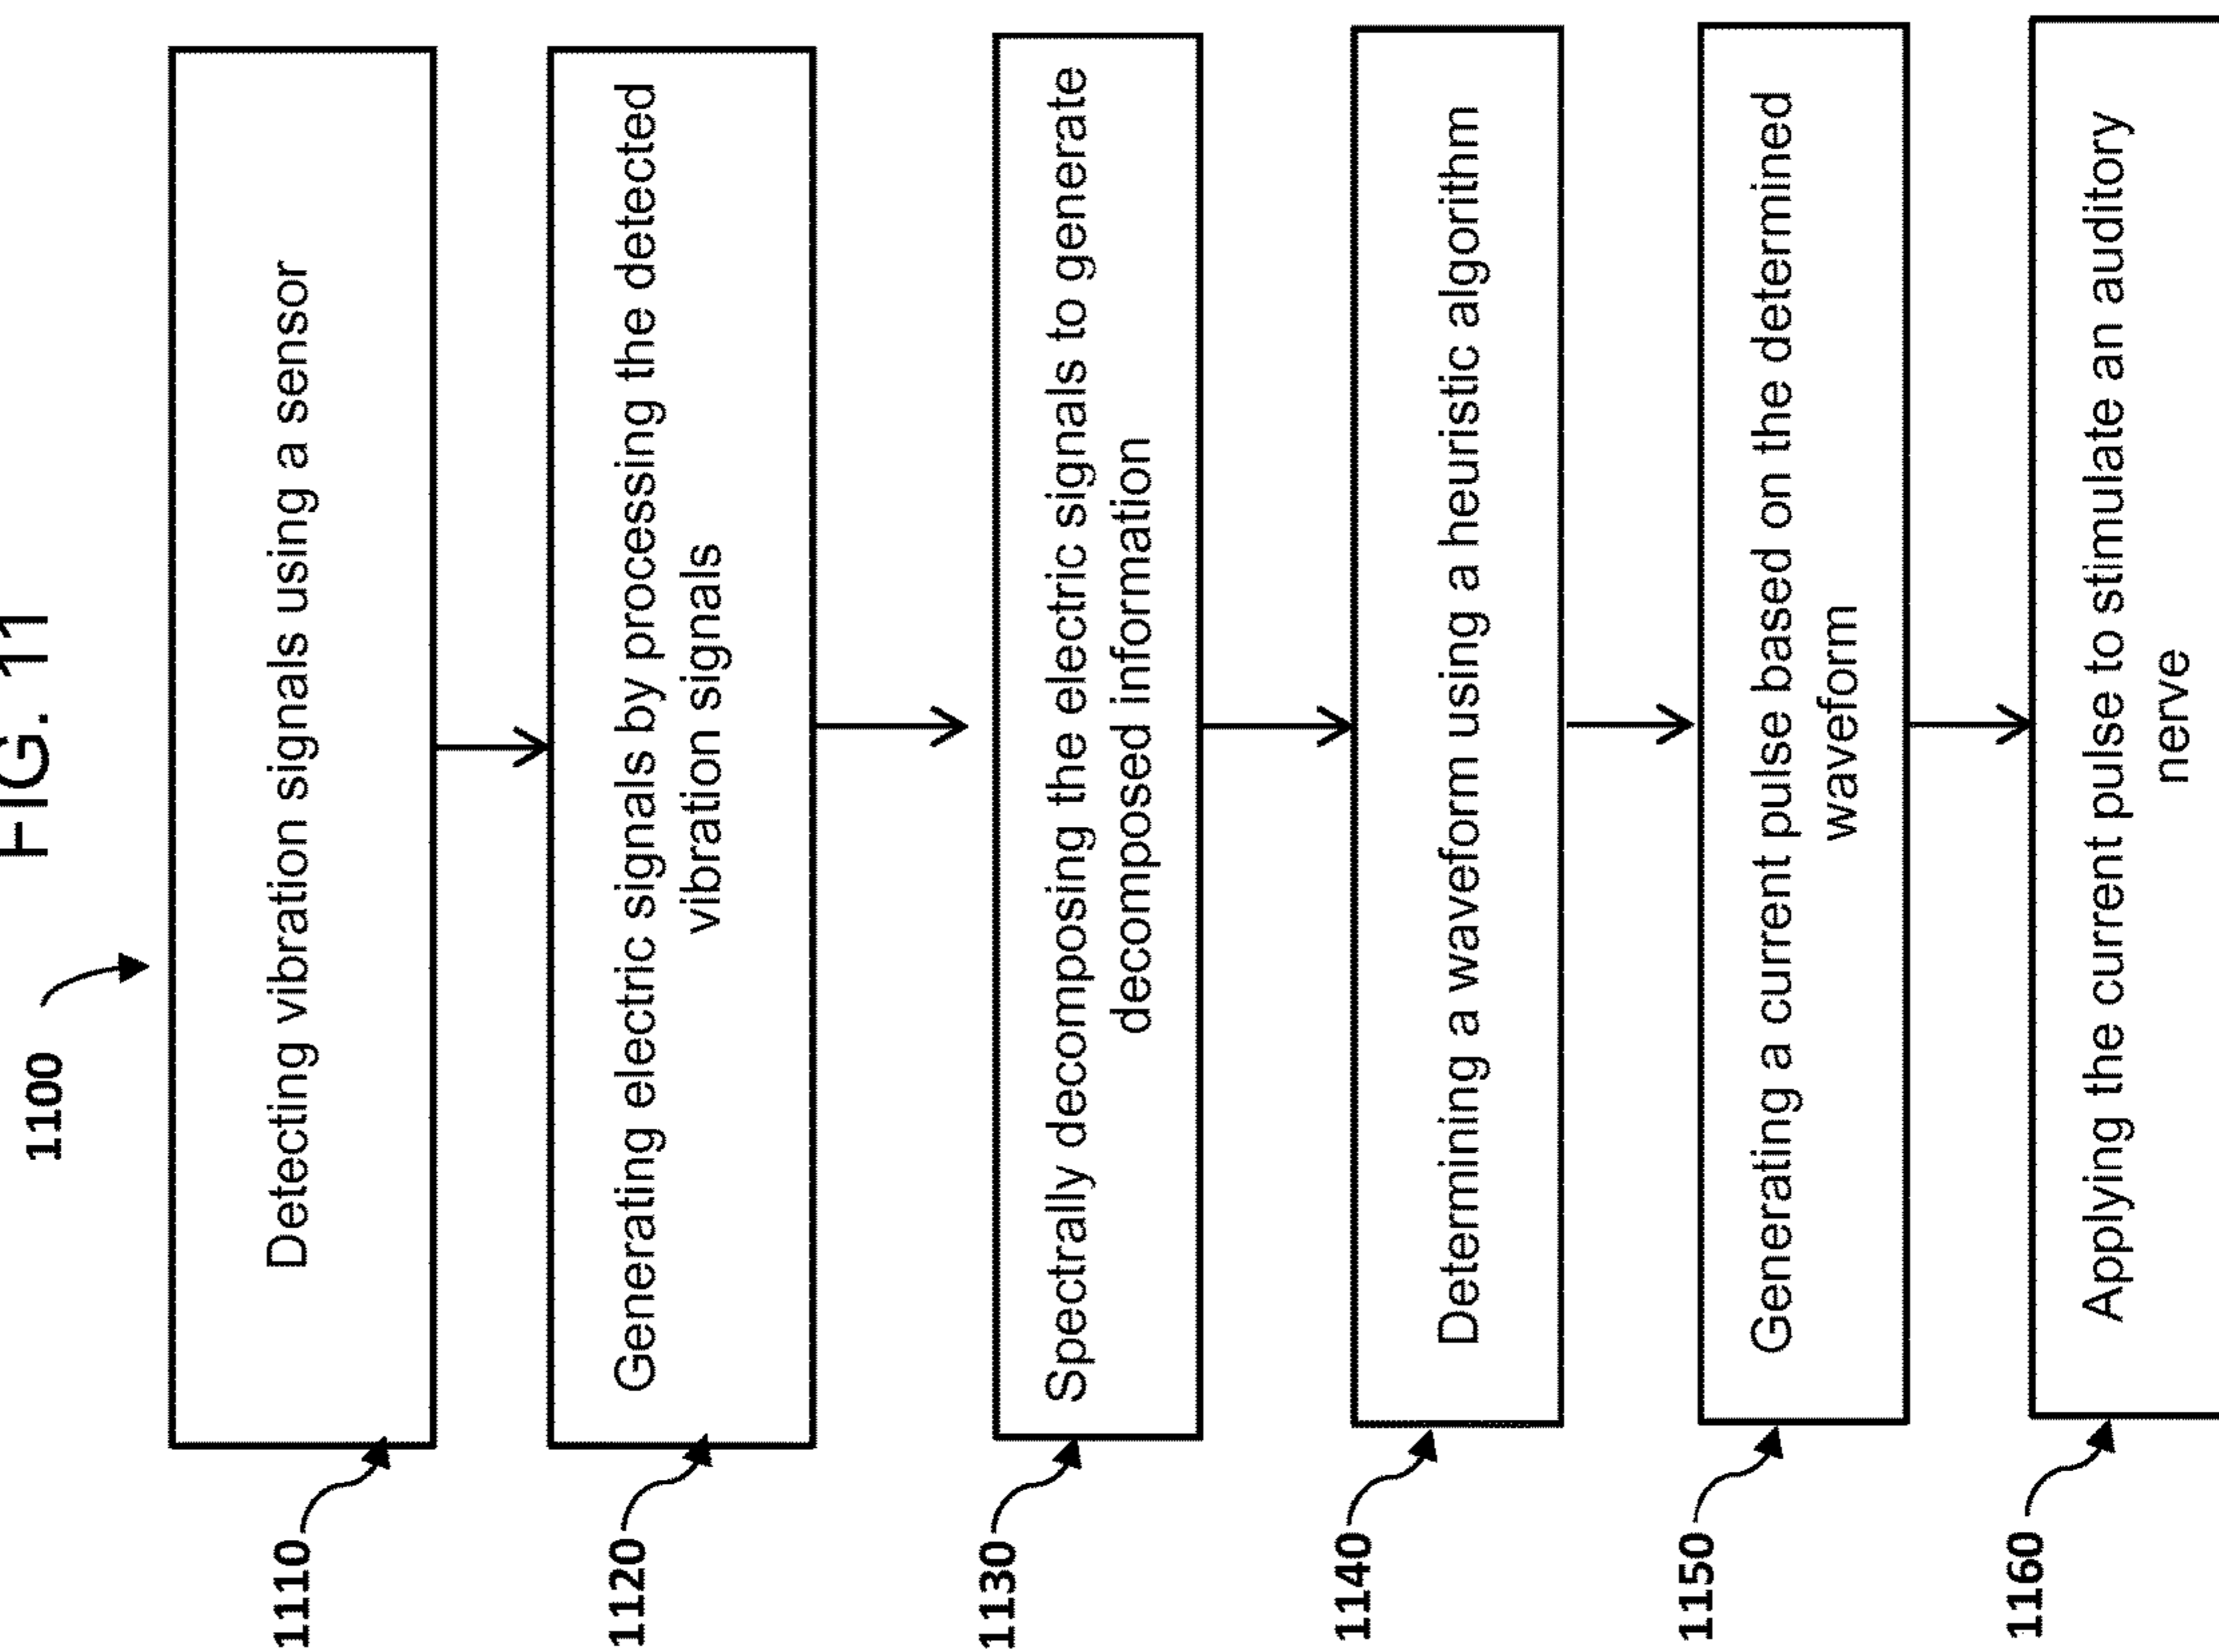 FIG. 11
1100
1110
Detecting vibration signals using a sensor
1120
Generating electric signals by processing the detected
vibration signals
1130
Spectrally decomposing the electric signals to generate
decomposed information
1140
Determining a waveform using a heuristic algorithm
1150
Generating a current pulse based on the determined
waveform
1160
Applying the current pulse to stimulate an auditory
nerve